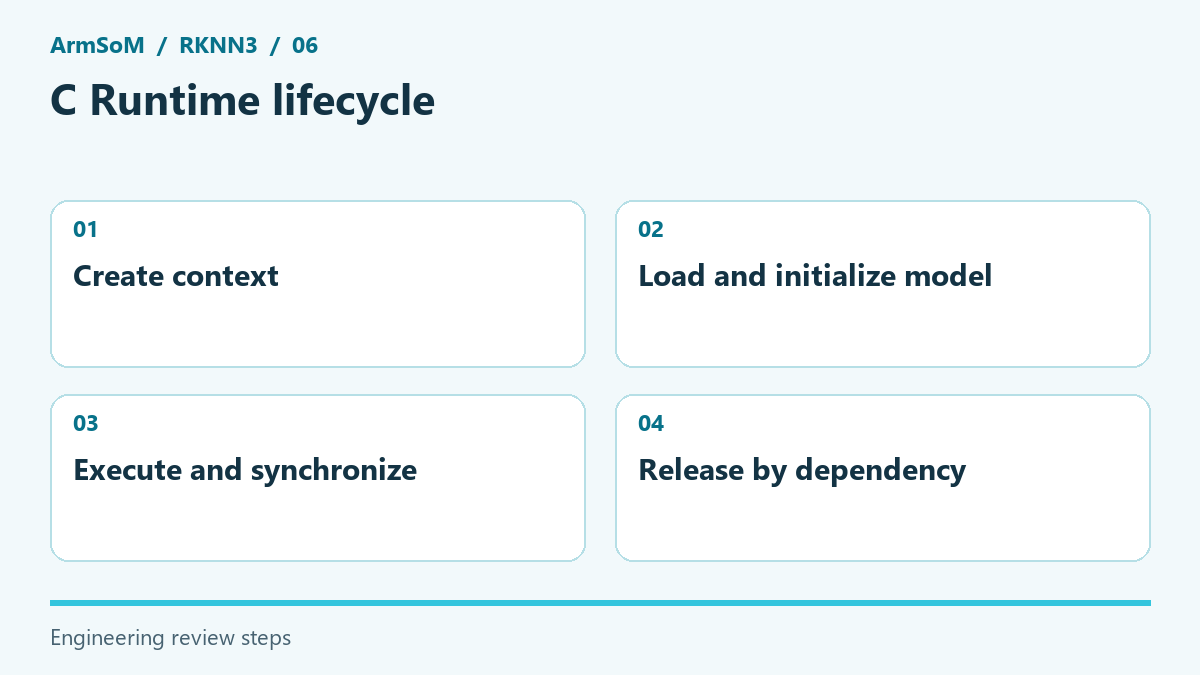 ArmSoM / RKNN3 / 06
C Runtime lifecycle
01
Create context
02
Load and initialize model
03
Execute and synchronize
04
Release by dependency
Engineering review steps